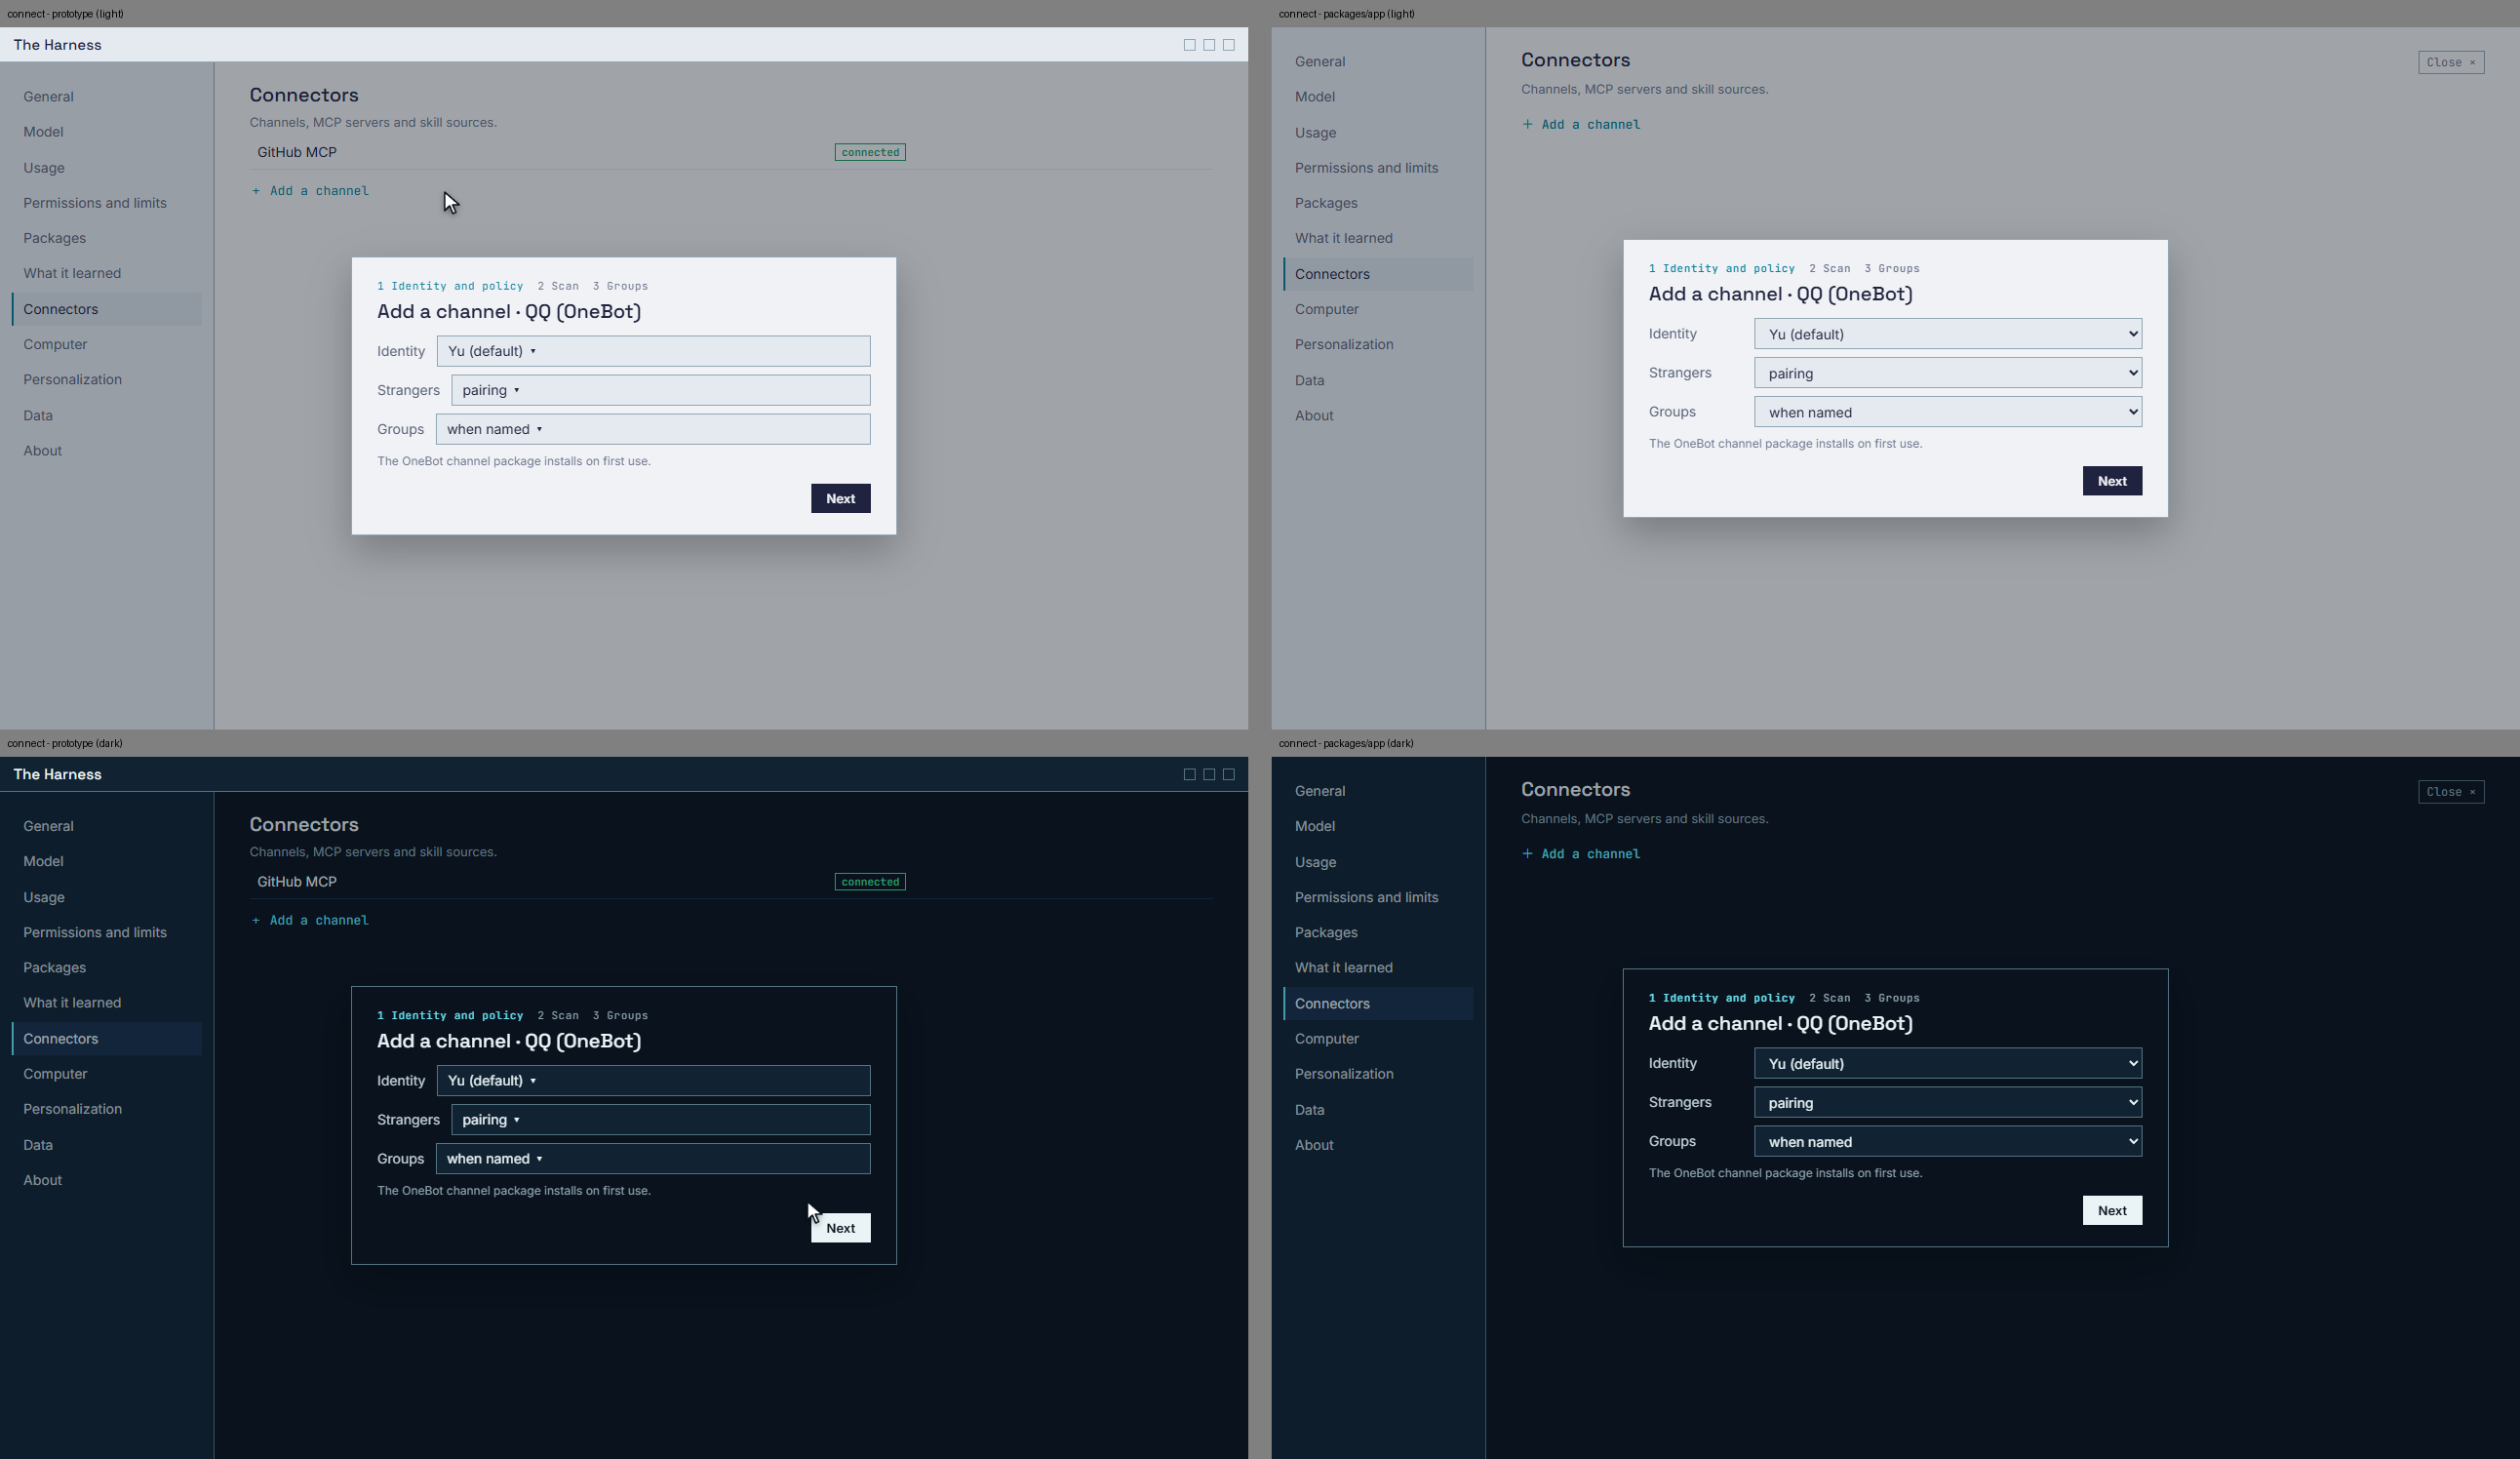 connect - prototype (light)
The Harness
General
Model
Usage
Permissions and limits
Packages
What it learned
Connectors
Computer
Personalization
Data
About
Connectors
Channels, MCP servers and skill sources.
GitHub MCP connected
+ Add a channel
1 Identity and policy 2 Scan 3 Groups
Add a channel · QQ (OneBot)
Identity Yu (default) ▾
Strangers pairing ▾
Groups when named ▾
The OneBot channel package installs on first use.
Next
connect - packages/app (light)
General
Model
Usage
Permissions and limits
Packages
What it learned
Connectors
Computer
Personalization
Data
About
Connectors
Close ×
Channels, MCP servers and skill sources.
+ Add a channel
1 Identity and policy 2 Scan 3 Groups
Add a channel · QQ (OneBot)
Identity Yu (default)
Strangers pairing
Groups when named
The OneBot channel package installs on first use.
Next
connect - prototype (dark)
The Harness
General
Model
Usage
Permissions and limits
Packages
What it learned
Connectors
Computer
Personalization
Data
About
Connectors
Channels, MCP servers and skill sources.
GitHub MCP connected
+ Add a channel
1 Identity and policy 2 Scan 3 Groups
Add a channel · QQ (OneBot)
Identity Yu (default) ▾
Strangers pairing ▾
Groups when named ▾
The OneBot channel package installs on first use.
Next
connect - packages/app (dark)
General
Model
Usage
Permissions and limits
Packages
What it learned
Connectors
Computer
Personalization
Data
About
Connectors
Close ×
Channels, MCP servers and skill sources.
+ Add a channel
1 Identity and policy 2 Scan 3 Groups
Add a channel · QQ (OneBot)
Identity Yu (default)
Strangers pairing
Groups when named
The OneBot channel package installs on first use.
Next